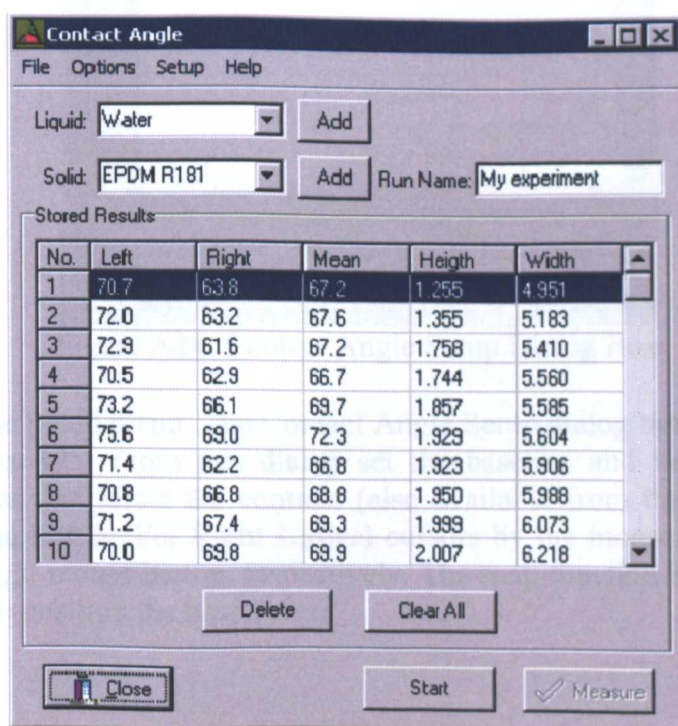 Contact Angle
File Options Setup Help
Liquid: Water Add
Solid: EPDM R181 Add Run Name: My experiment
Stored Results
No. Left Right Mean Heigth Width
1 70.7 63.8 67.2 1.255 4.951
2 72.0 63.2 67.6 1.355 5.183
3 72.9 61.6 67.2 1.758 5.410
4 70.5 62.9 66.7 1.744 5.560
5 73.2 66.1 69.7 1.857 5.585
6 75.6 69.0 72.3 1.929 5.604
7 71.4 62.2 66.8 1.923 5.906
8 70.8 66.8 68.8 1.950 5.988
9 71.2 67.4 69.3 1.999 6.073
10 70.0 69.8 69.9 2.007 6.218
Delete Clear All
Close Start Measure